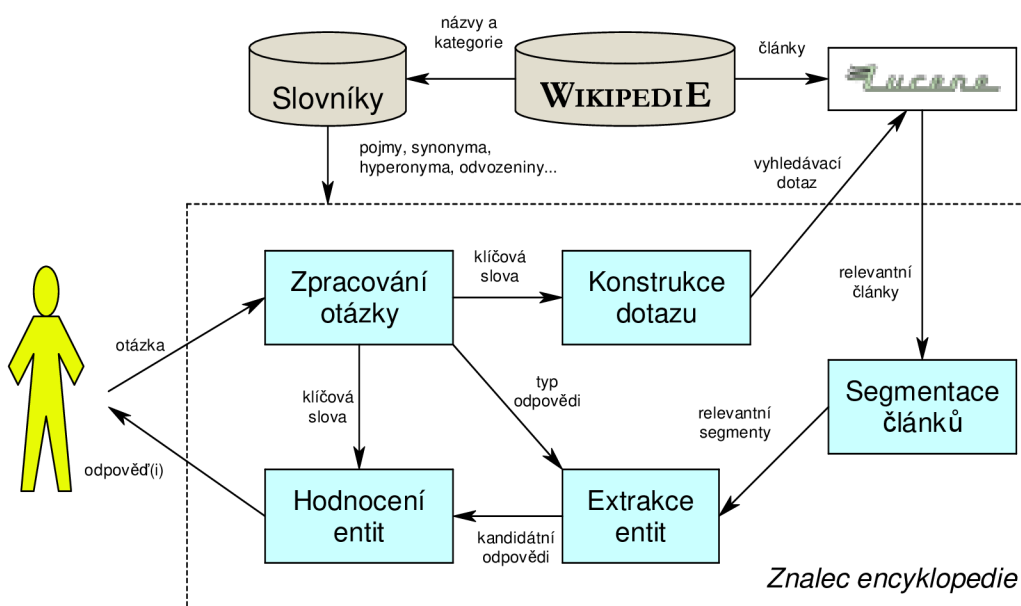 názvy a
kategorie
články
Slovníky
WIKIPEDIE
Lucene
pojmy, synonyma,
hyperonyma, odvozeniny...
vyhledávací
dotaz
Zpracování
otázky
klíčová
slova
Konstrukce
dotazu
relevantní
články
otázka
klíčová
slova
typ
odpovědi
Segmentace
článků
relevantní
segmenty
odpověď(i)
Hodnocení
entit
kandidátní
odpovědi
Extrakce
entit
Znalec encyklopedie